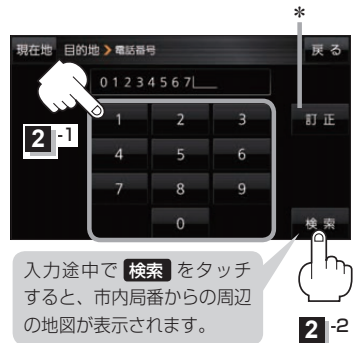 *
現在地 目的地 > 電話番号 戻る
01234567
1 2 3 訂正
2-1
4 5 6
7 8 9
0 検索
入力途中で 検索 をタッチ
すると、市内局番からの周辺
の地図が表示されます。
2-2